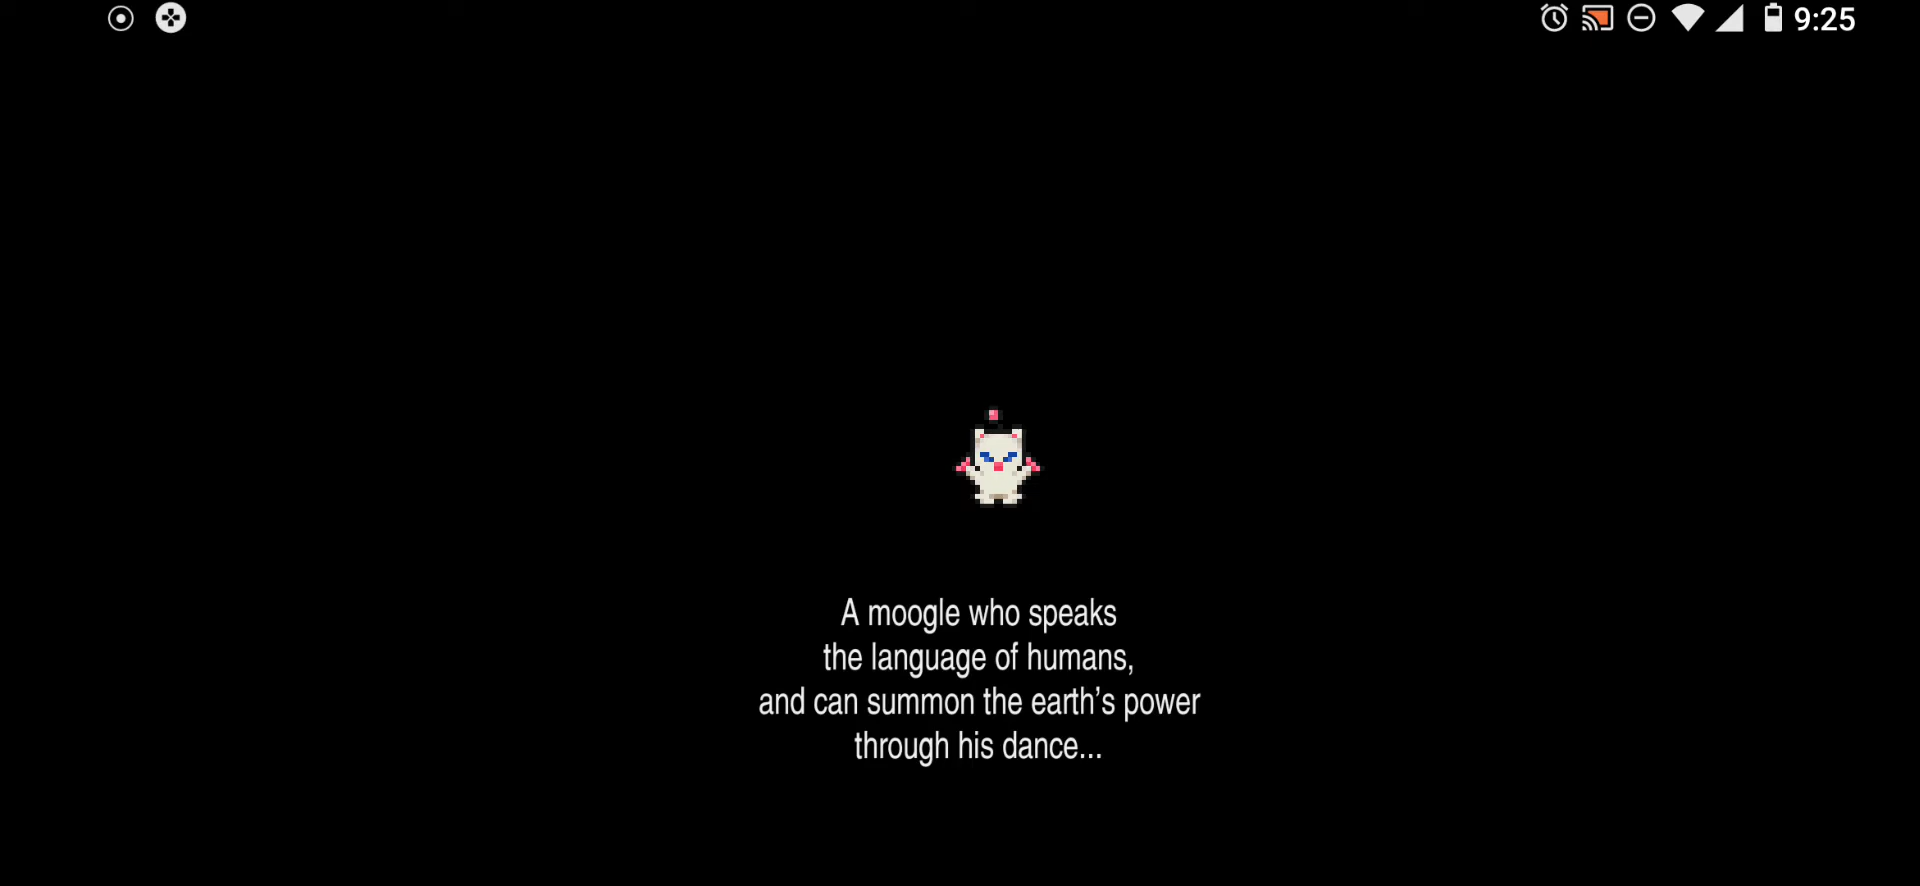 9:25
A moogle who speaks
the language of humans,
and can summon the earth’s power
through his dance...